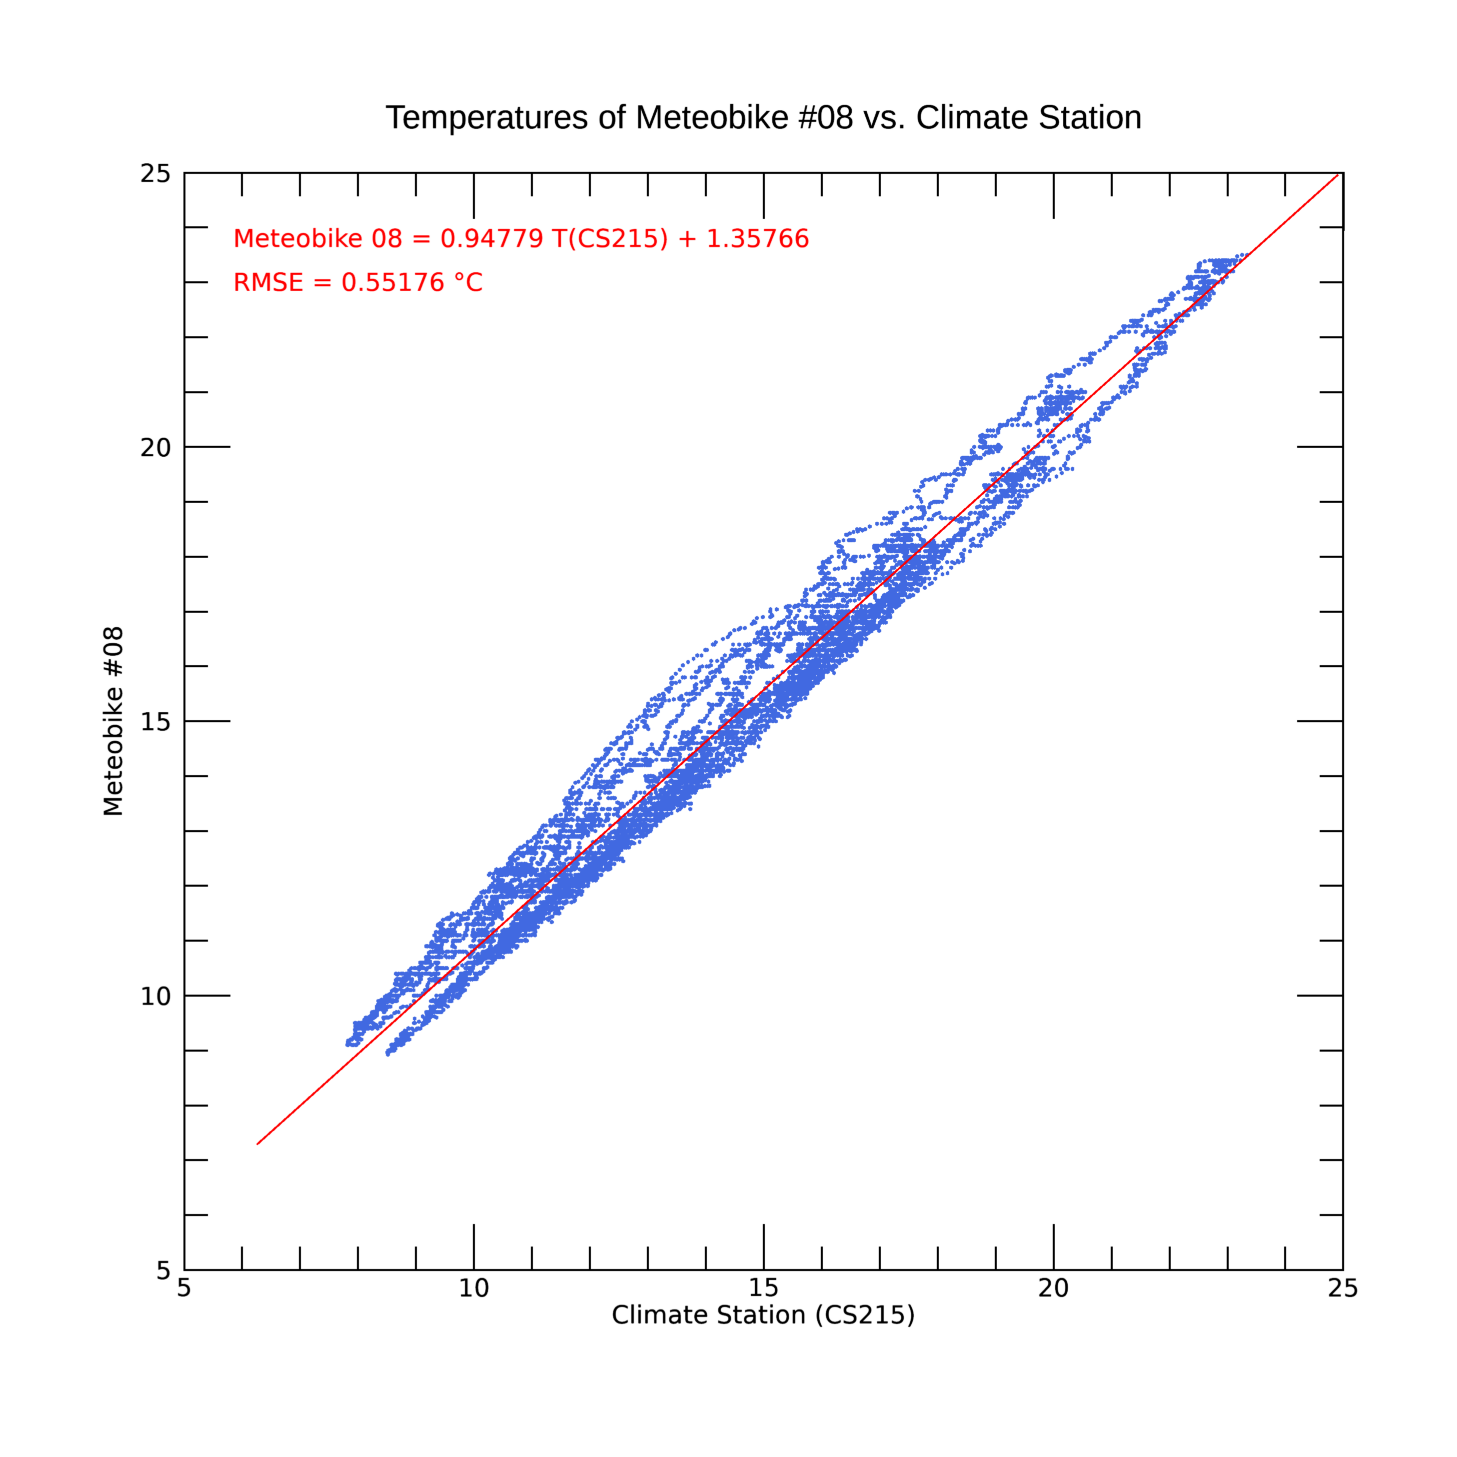 Temperatures of Meteobike #08 vs. Climate Station
25
Meteobike 08 = 0.94779 T(CS215) + 1.35766
RMSE = 0.55176 °C
20
Meteobike #08
15
10
5
5 10 15 20 25
Climate Station (CS215)